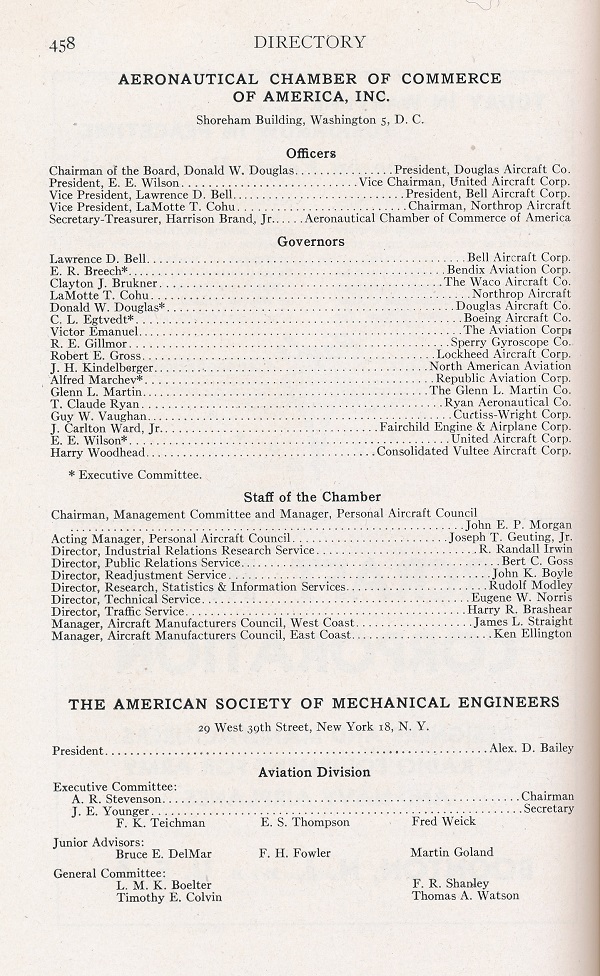 458 DIRECTORY
AERONAUTICAL CHAMBER OF COMMERCE
OF AMERICA, INC.
Shoreham Building, Washington 5, D. C.
Officers
Chairman of the Board, Donald W. Douglas....................President, Douglas Aircraft Co.
President, E. E. Wilson....................Vice Chairman, United Aircraft Corp.
Vice President, Lawrence D. Bell....................President, Bell Aircraft Corp.
Vice President, LaMotte T. Cohu....................Chairman, Northrop Aircraft
Secretary-Treasurer, Harrison Brand, Jr.....Aeronautical Chamber of Commerce of America
Governors
Lawrence D. Bell....................Bell Aircraft Corp.
E. R. Breech*....................Bendix Aviation Corp.
Clayton J. Brukner....................The Waco Aircraft Co.
LaMotte T. Cohu....................Northrop Aircraft
Donald W. Douglas*....................Douglas Aircraft Co.
C. L. Egtvedt*....................Boeing Aircraft Co.
Victor Emanuel....................The Aviation Corps
R. E. Gillmor....................Sperry Gyroscope Co.
Robert E. Gross....................Lockheed Aircraft Corp.
J. H. Kindelberger....................North American Aviation
Alfred Marchev*....................Republic Aviation Corp.
Glenn L. Martin....................The Glenn L. Martin Co.
T. Claude Ryan....................Ryan Aeronautical Co.
Guy W. Vaughan....................Curtiss-Wright Corp.
J. Carlton Ward, Jr.....................Fairchild Engine & Airplane Corp.
E. E. Wilson*....................United Aircraft Corp.
Harry Woodhead....................Consolidated Vultee Aircraft Corp.
* Executive Committee.
Staff of the Chamber
Chairman, Management Committee and Manager, Personal Aircraft Council
....................John E. P. Morgan
Acting Manager, Personal Aircraft Council....................Joseph T. Geuting, Jr.
Director, Industrial Relations Research Service....................R. Randall Irwin
Director, Public Relations Service....................Bert C. Goss
Director, Readjustment Service....................John K. Boyle
Director, Research, Statistics & Information Services....................Rudolf Modley
Director, Technical Service....................Eugene W. Norris
Director, Traffic Service....................Harry R. Brashear
Manager, Aircraft Manufacturers Council, West Coast....................James L. Straight
Manager, Aircraft Manufacturers Council, East Coast....................Ken Ellington
THE AMERICAN SOCIETY OF MECHANICAL ENGINEERS
29 West 39th Street, New York 18, N. Y.
President....................Alex. D. Bailey
Aviation Division
Executive Committee:
A. R. Stevenson....................Chairman
J. E. Younger....................Secretary
F. K. Teichman E. S. Thompson Fred Weick
Junior Advisors:
Bruce E. DelMar F. H. Fowler Martin Goland
General Committee:
L. M. K. Boelter F. R. Shanley
Timothy E. Colvin Thomas A. Watson